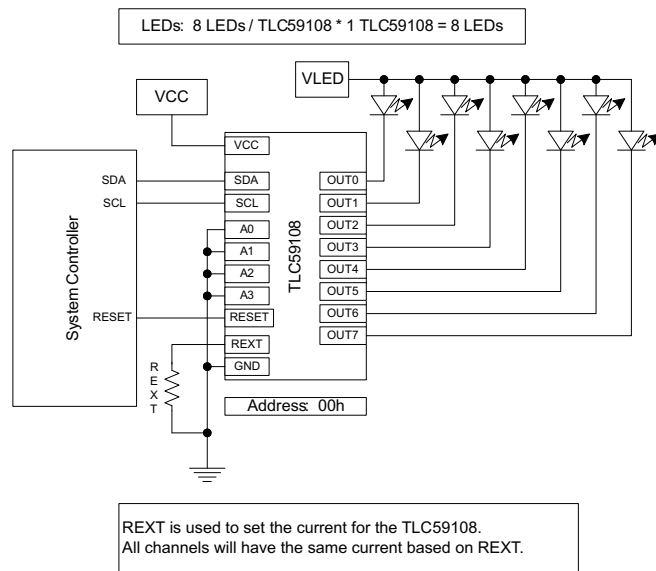 LEDs: 8 LEDs / TLC59108 * 1 TLC59108 = 8 LEDs
VLED
VCC
System Controller
SDA
SCL
RESET
TLC59108
VCC
SDA
SCL
A0
A1
A2
A3
RESET
REXT
GND
OUT0
OUT1
OUT2
OUT3
OUT4
OUT5
OUT6
OUT7
REXT
Address: 00h
REXT is used to set the current for the TLC59108.
All channels will have the same current based on REXT.